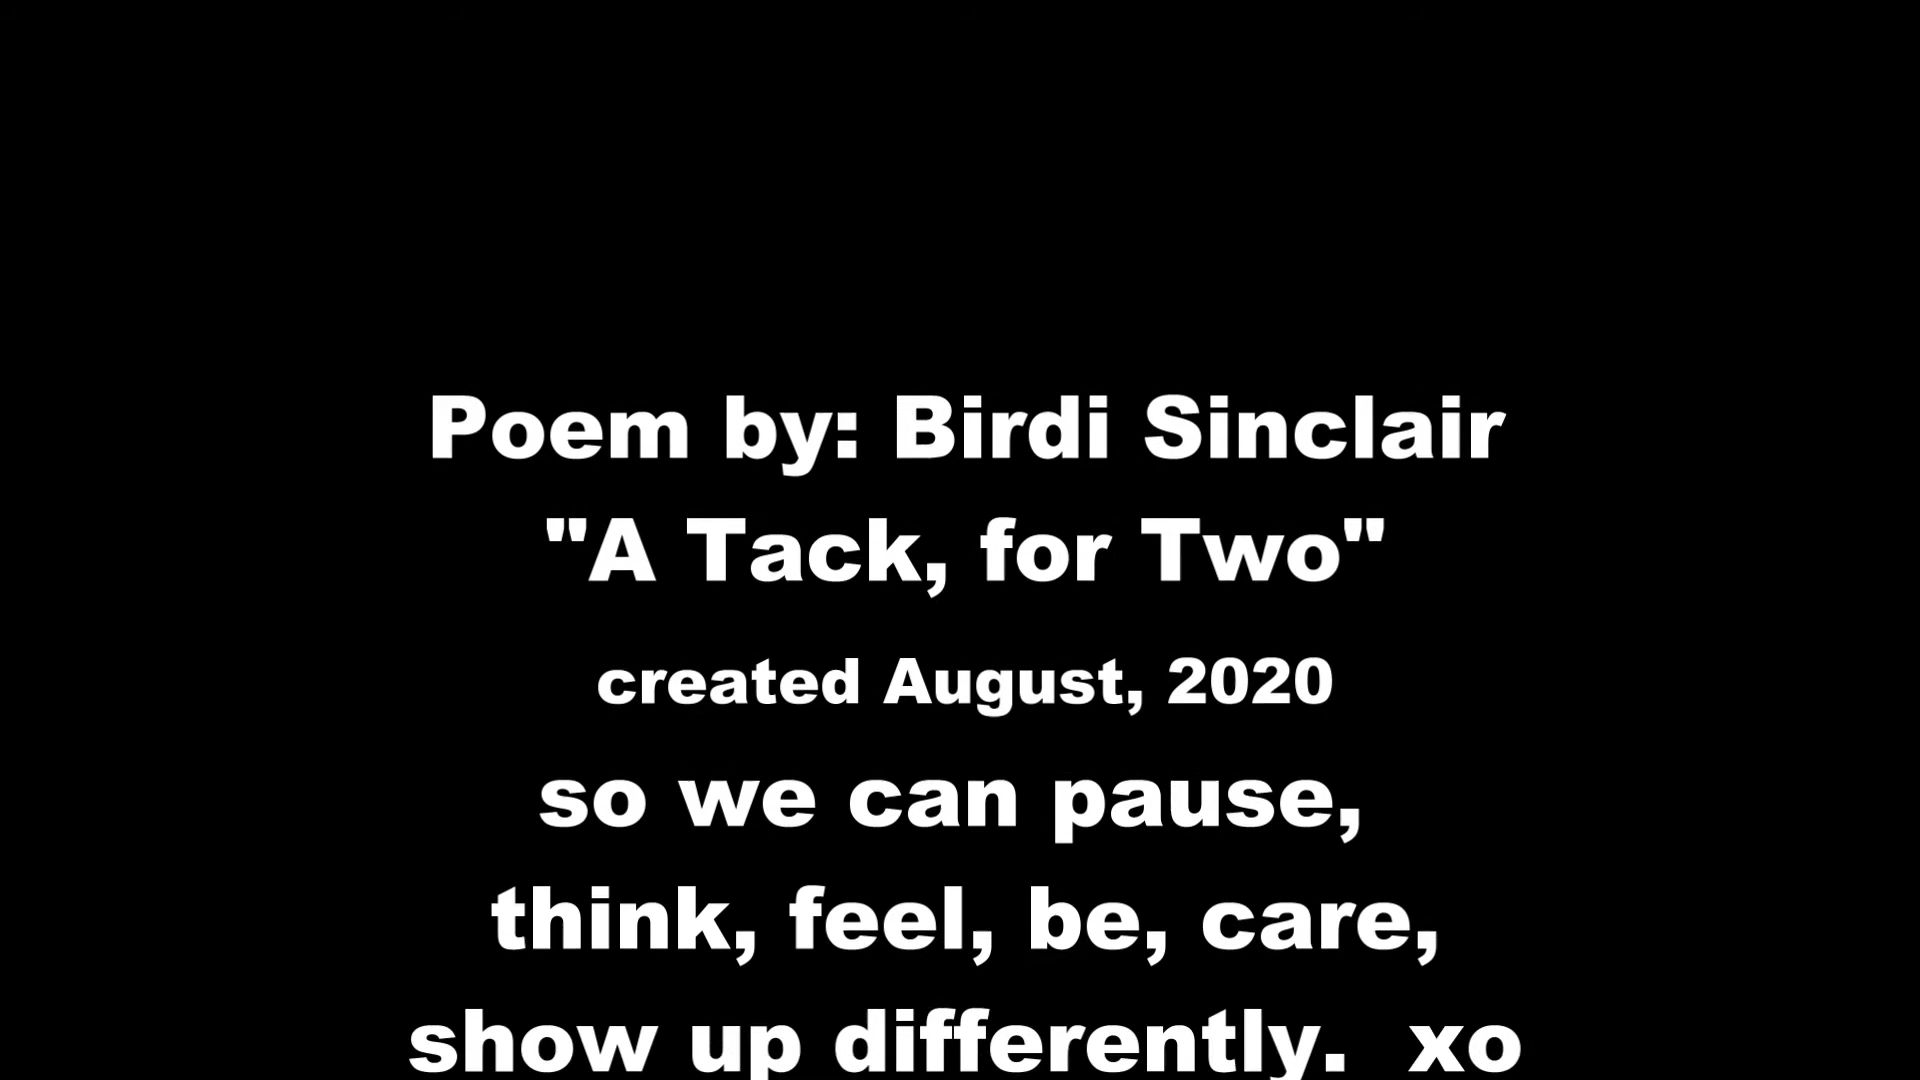 Poem by: Birdi Sinclair
"A Tack, for Two"
created August, 2020
so we can pause,
think, feel, be, care,
show up differently.  xo